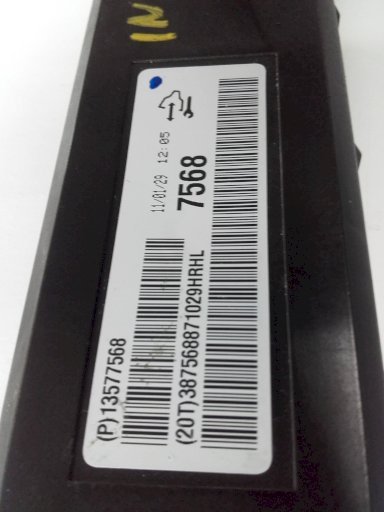 IN
11/01/29 12:05
7568
(P)13577568
(20T)387568871029HRHL